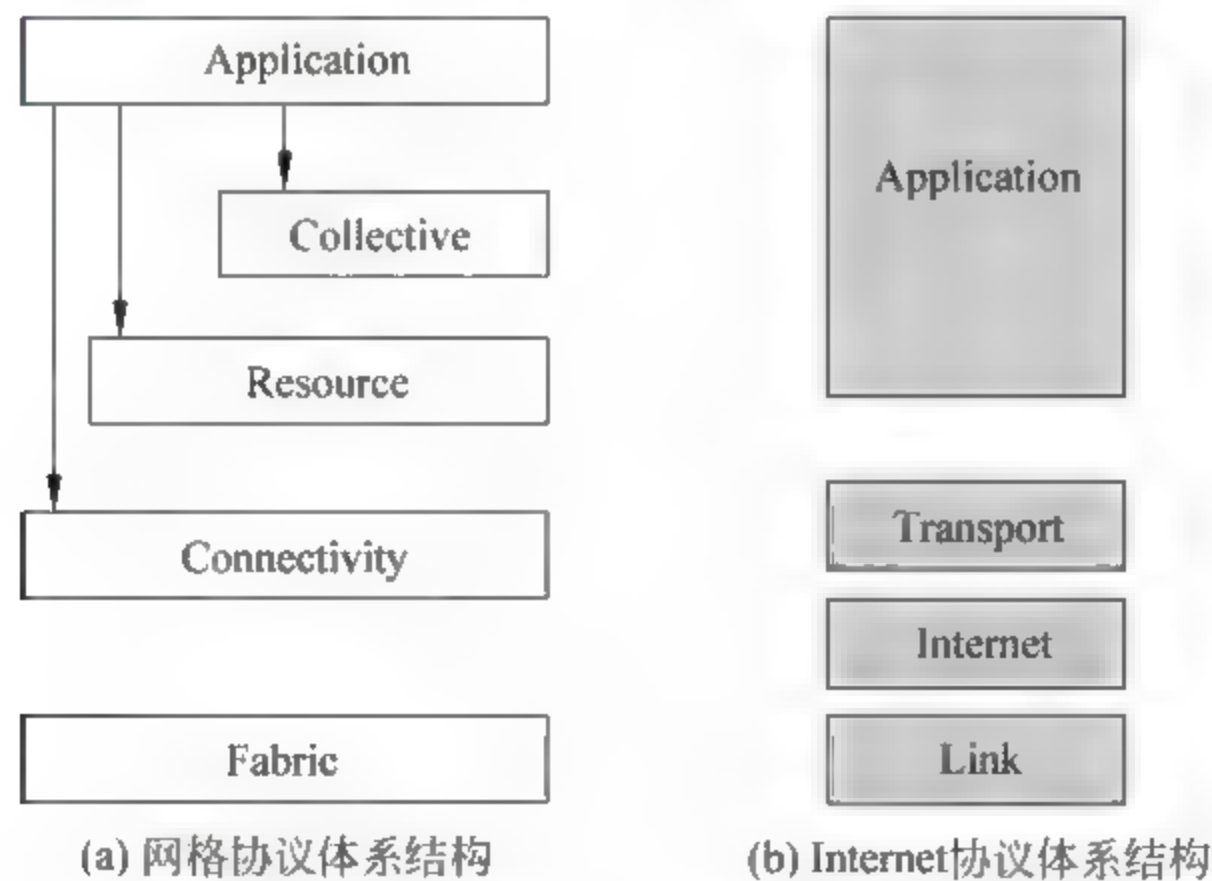 Application
Collective
Resource
Connectivity
Fabric
(a) 网格协议体系结构
Application
Transport
Internet
Link
(b) Internet协议体系结构